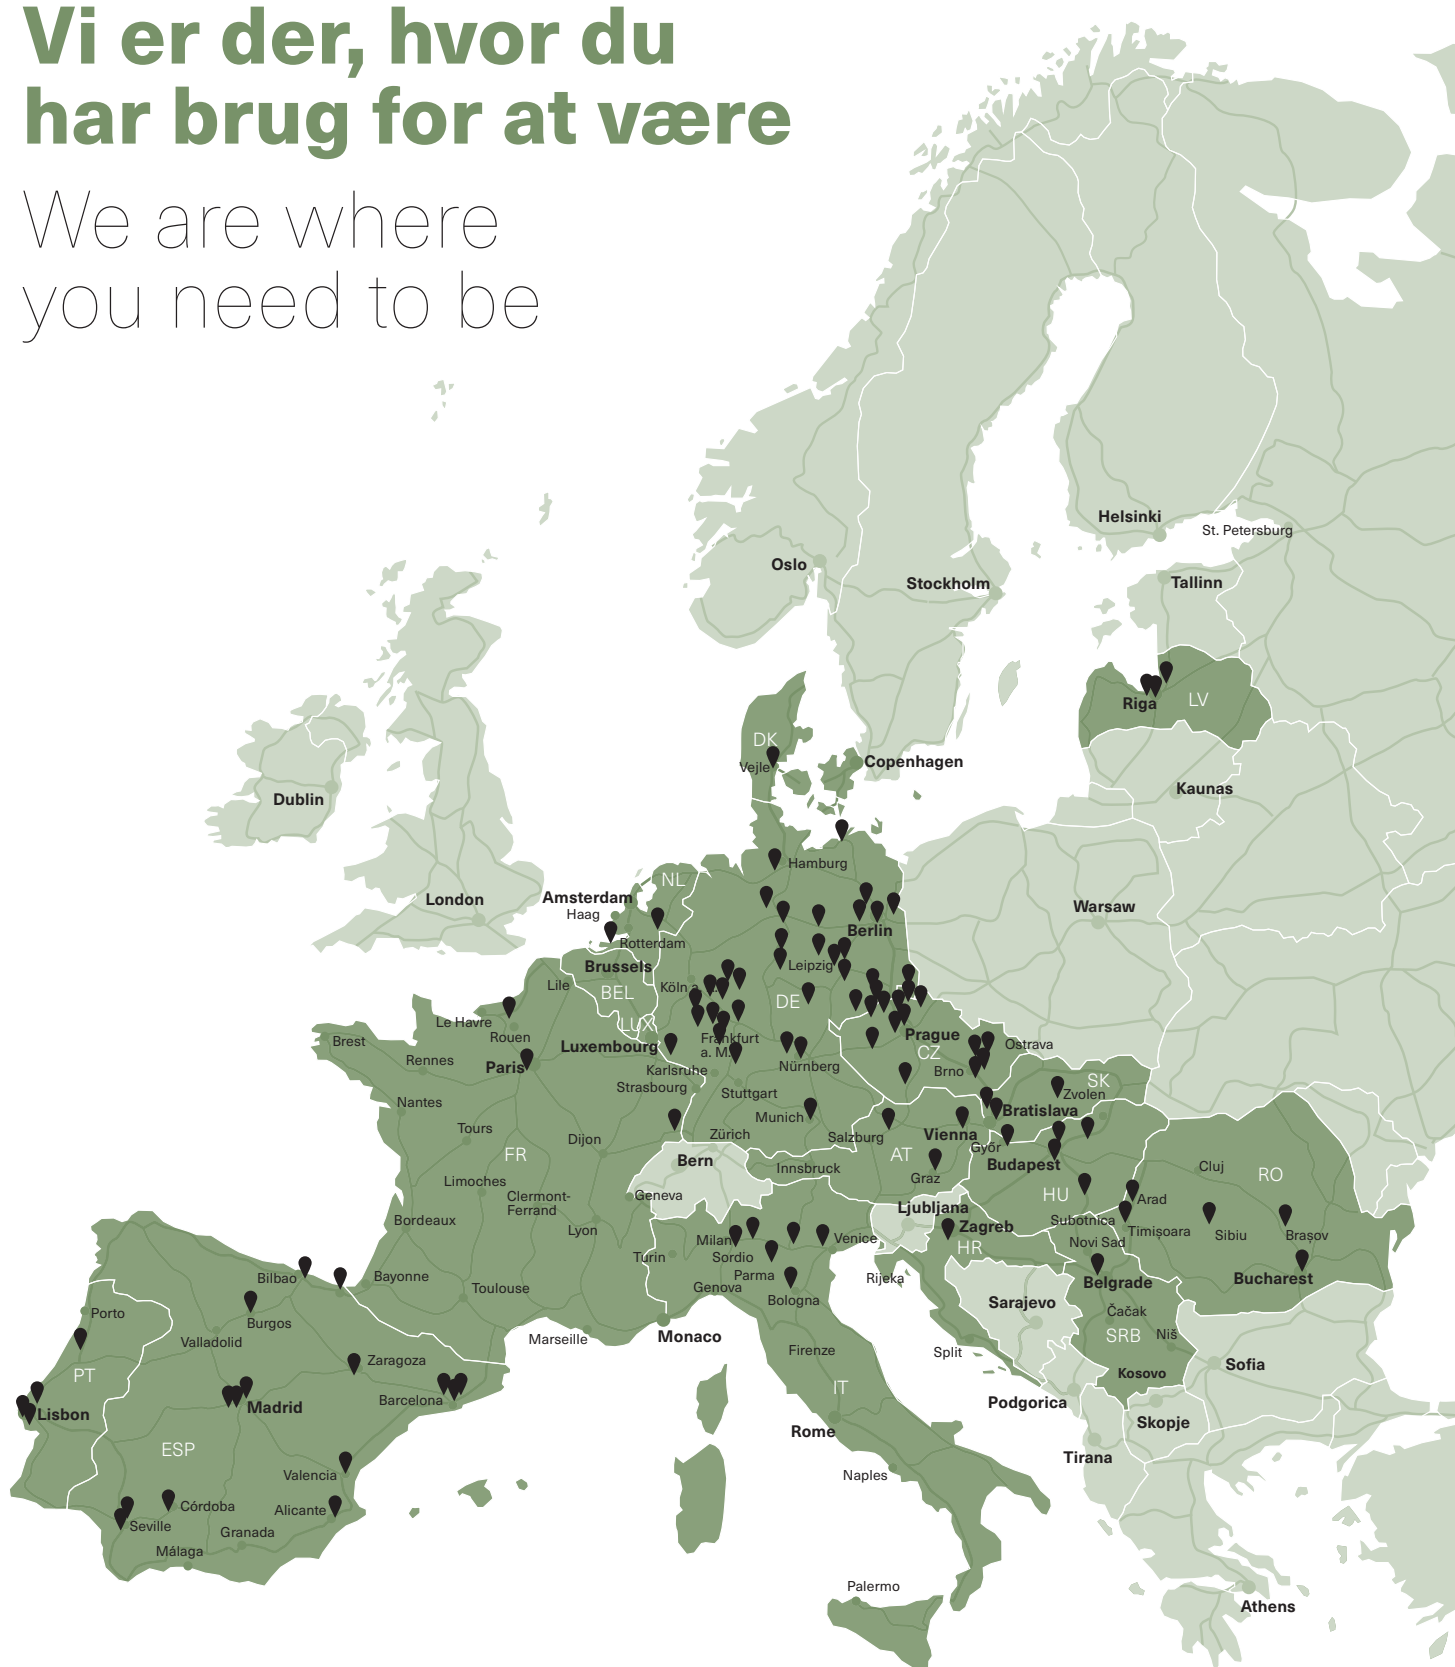 Vi er der, hvor du
har brug for at være
We are where
you need to be
Helsinki
St. Petersburg
Oslo
Stockholm
Tallinn
Riga
LV
DK
Vejle
Copenhagen
Kaunas
Dublin
Hamburg
NL
London
Amsterdam
Haag
Warsaw
Rotterdam
Berlin
Brussels
Leipzig
Lile
BEL
Köln a.
DE
Le Havre
LUX
Rouen
Frankfurt
a. M.
Prague
Brest
Luxembourg
CZ
Ostrava
Rennes
Paris
Nürnberg
Karlsruhe
Brno
SK
Strasbourg
Stuttgart
Zvolen
Nantes
Munich
Bratislava
Tours
Dijon
Zürich
Salzburg
Vienna
Győr
FR
Bern
Innsbruck
AT
Budapest
Cluj
RO
Limoches
Clermont-
Ferrand
Geneva
Graz
HU
Arad
Bordeaux
Lyon
Ljubljana
Zagreb
Subotnica
Timișoara
Sibiu
Brașov
Milan
Venice
Novi Sad
Turin
Sordio
HR
Bilbao
Bayonne
Toulouse
Parma
Rijeka
Belgrade
Bucharest
Genova
Porto
Burgos
Bologna
Sarajevo
Čačak
Valladolid
Marseille
Monaco
SRB
Niš
Zaragoza
Firenze
Split
Sofia
PT
Kosovo
IT
Barcelona
Podgorica
Lisbon
Madrid
Rome
Skopje
ESP
Tirana
Valencia
Naples
Córdoba
Alicante
Seville
Granada
Málaga
Palermo
Athens